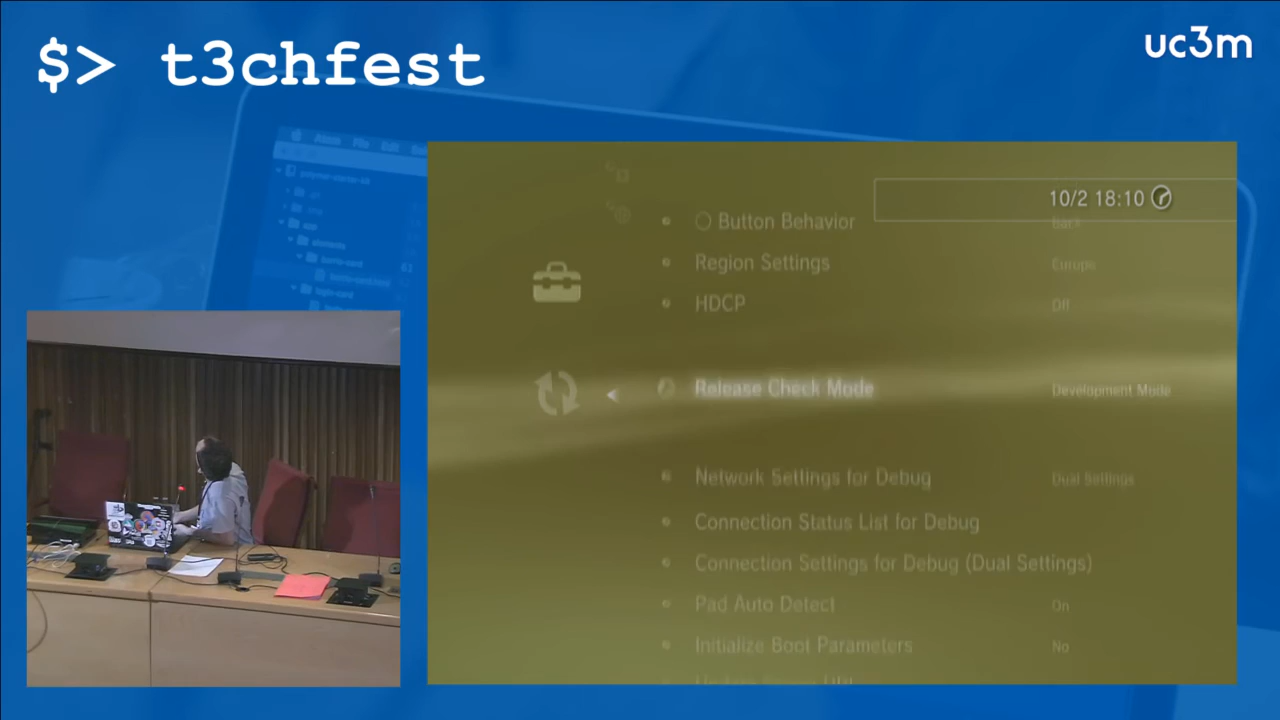 $> t3chfest
uc3m
10/2 18:10
Button Behavior Back
Region Settings Europe
HDCP Off
Release Check Mode Development Mode
Network Settings for Debug Dual Settings
Connection Status List for Debug
Connection Settings for Debug (Dual Settings)
Pad Auto Detect On
Initialize Boot Parameters No